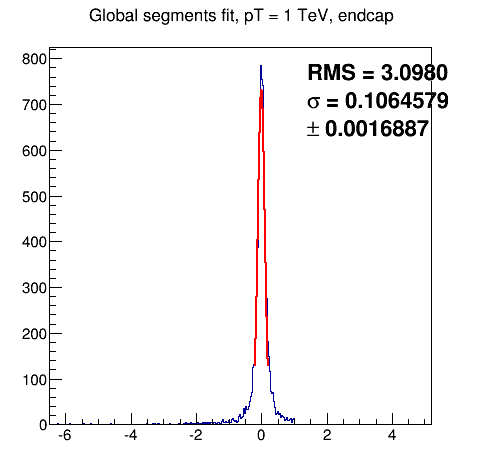 Global segments fit, pT = 1 TeV, endcap
RMS = 3.0980
σ = 0.1064579
± 0.0016887
800
700
600
500
400
300
200
100
0
-6 -4 -2 0 2 4